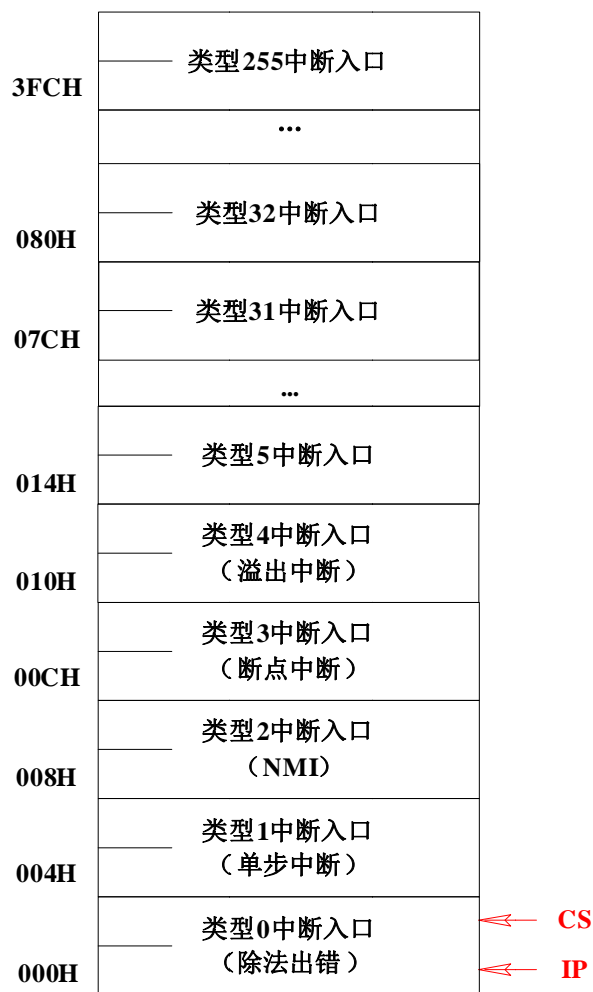 类型255中断入口
3FCH
...
类型32中断入口
080H
类型31中断入口
07CH
...
类型5中断入口
014H
类型4中断入口
（溢出中断）
010H
类型3中断入口
（断点中断）
00CH
类型2中断入口
（NMI）
008H
类型1中断入口
（单步中断）
004H
CS
类型0中断入口
（除法出错）
000H
IP